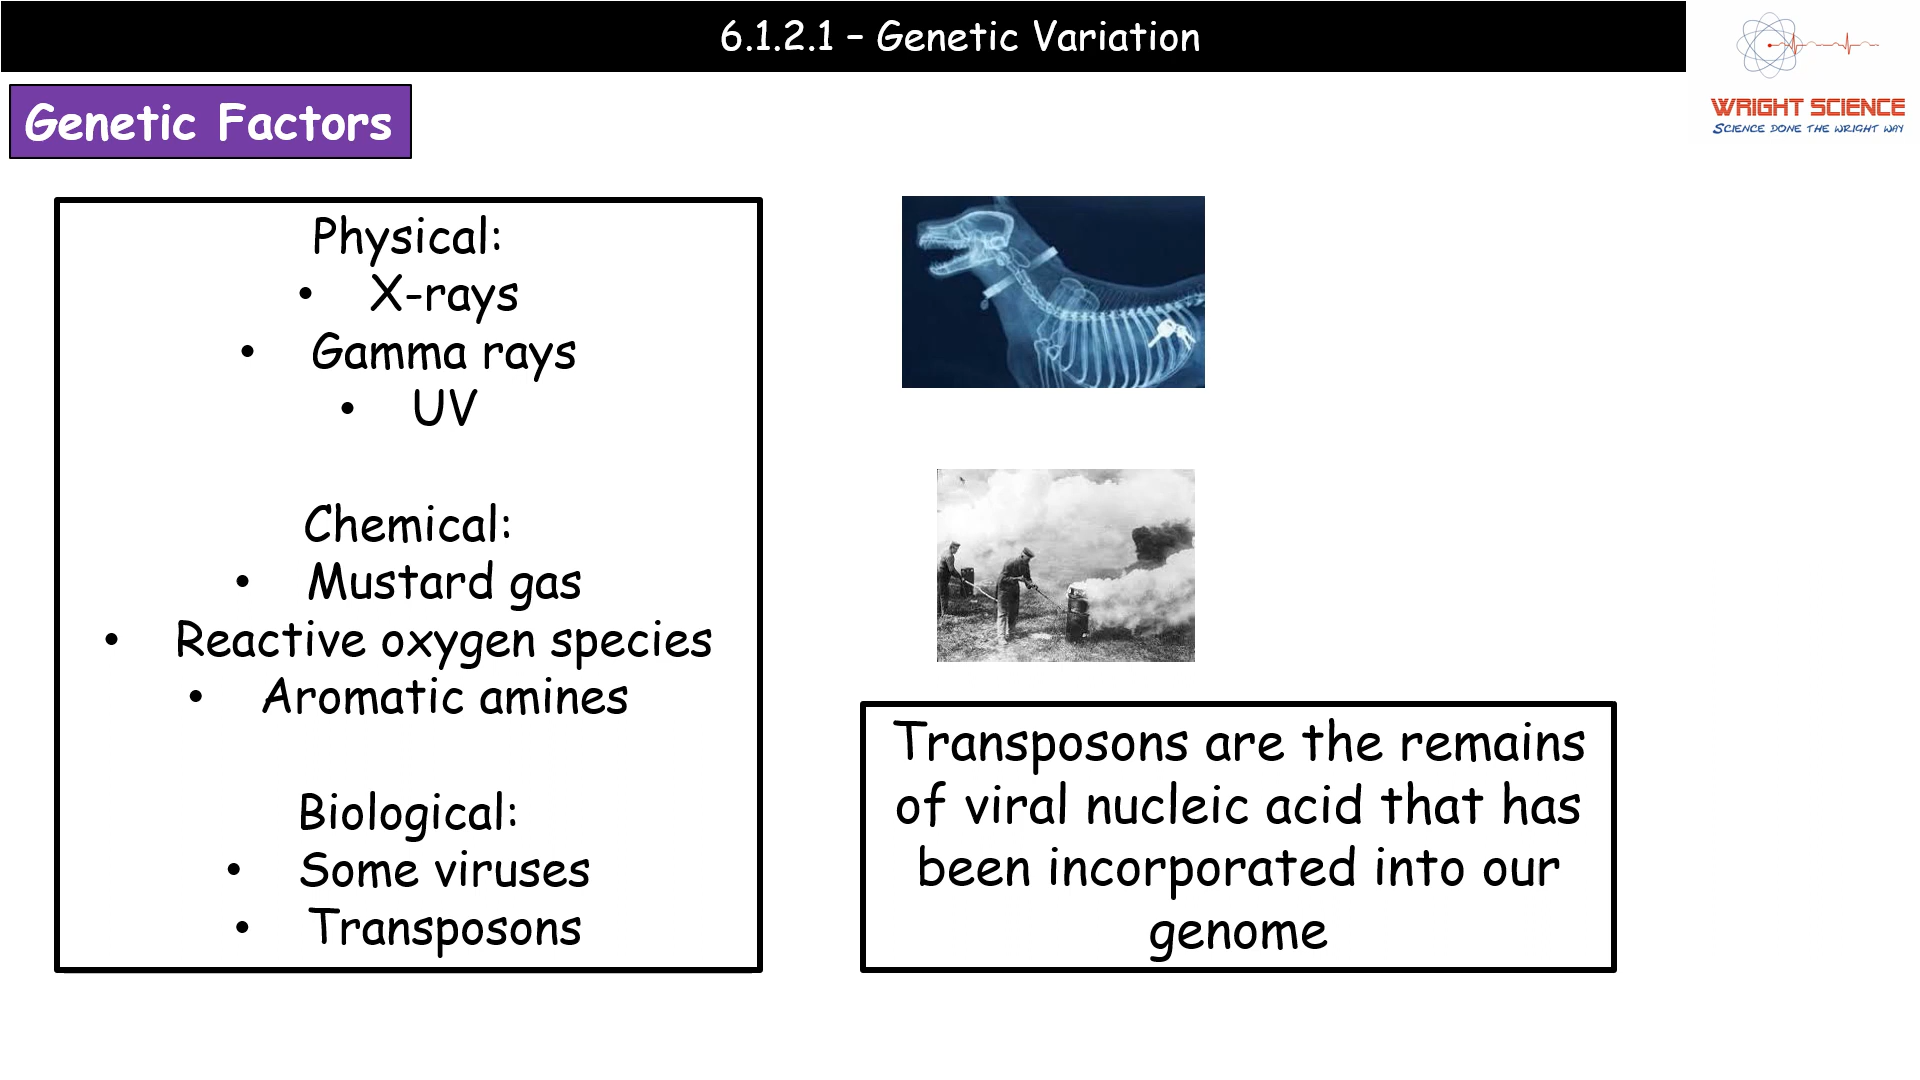 6.1.2.1 – Genetic Variation
WRIGHT SCIENCE
SCIENCE DONE THE WRIGHT WAY
Genetic Factors
Physical:
• X-rays
• Gamma rays
• UV
Chemical:
• Mustard gas
• Reactive oxygen species
• Aromatic amines
Biological:
• Some viruses
• Transposons
Transposons are the remains
of viral nucleic acid that has
been incorporated into our
genome